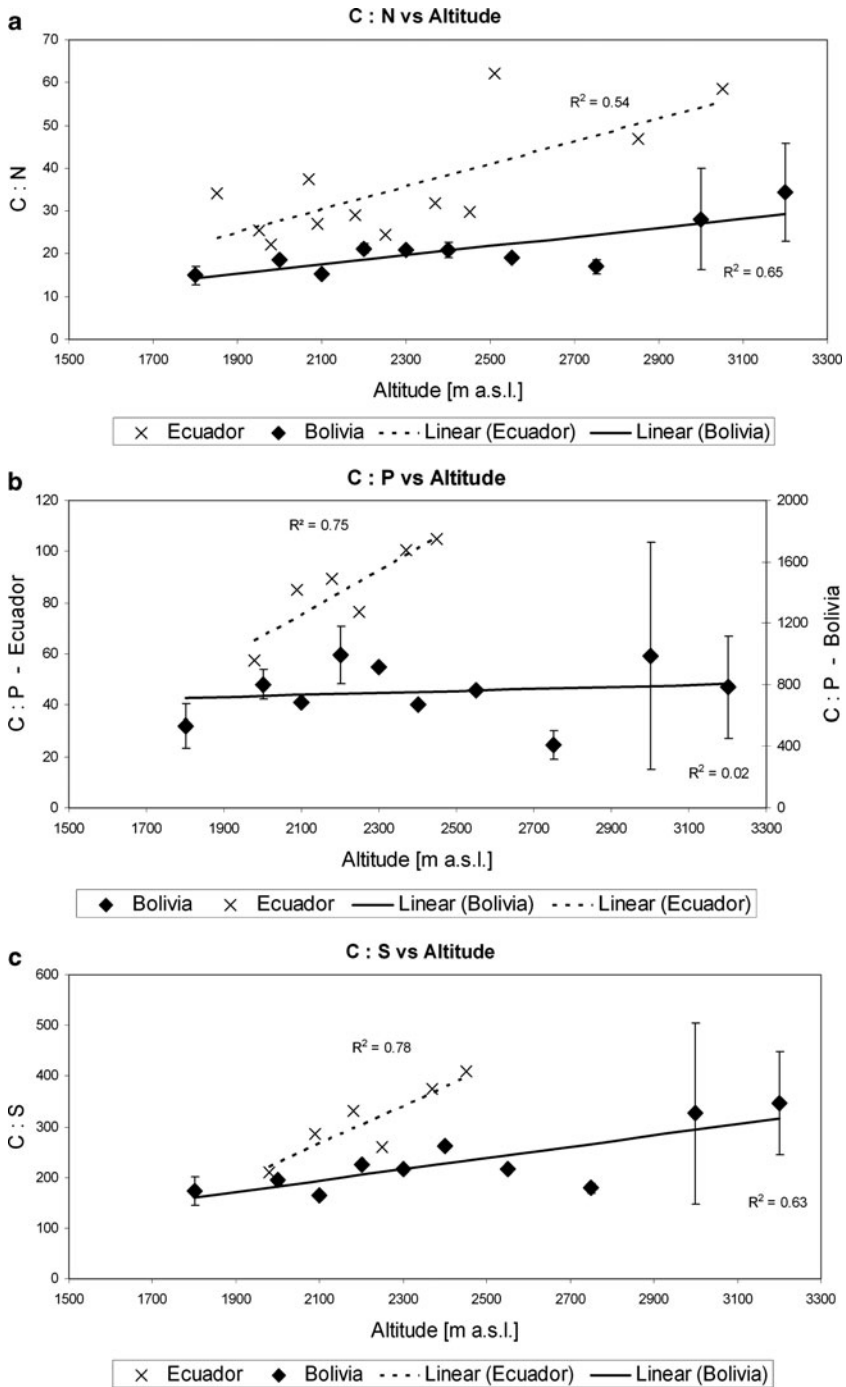 a
C : N vs Altitude
70
60
50
40
30
20
10
0
C : N
R² = 0.54
R² = 0.65
1500 1700 1900 2100 2300 2500 2700 2900 3100 3300
Altitude [m a.s.l.]
× Ecuador ◆ Bolivia - - - - Linear (Ecuador) —— Linear (Bolivia)
b
C : P vs Altitude
120
100
80
60
40
20
0
C : P - Ecuador
R² = 0.75
R² = 0.02
2000
1600
1200
800
400
0
C : P - Bolivia
1500 1700 1900 2100 2300 2500 2700 2900 3100 3300
Altitude [m a.s.l.]
◆ Bolivia × Ecuador —— Linear (Bolivia) - - - - Linear (Ecuador)
c
C : S vs Altitude
600
500
400
300
200
100
0
C : S
R² = 0.78
R² = 0.63
1500 1700 1900 2100 2300 2500 2700 2900 3100 3300
Altitude [m a.s.l.]
× Ecuador ◆ Bolivia - - - - Linear (Ecuador) —— Linear (Bolivia)